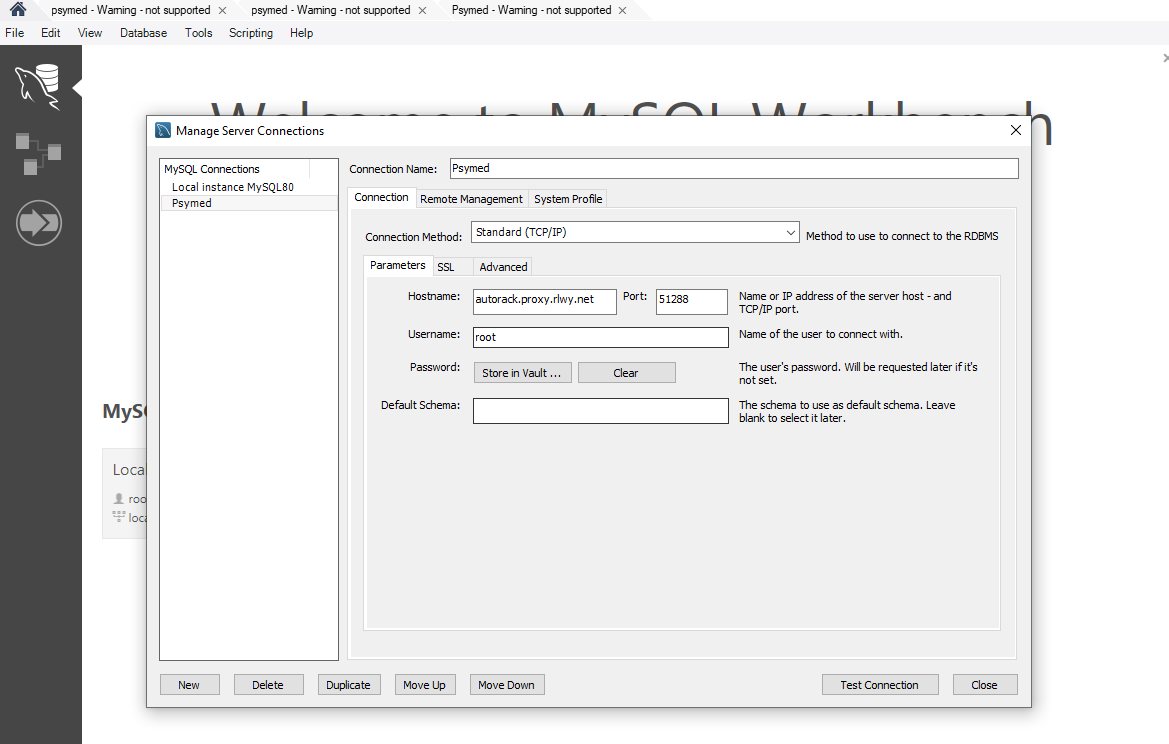 psymed - Warning - not supported
psymed - Warning - not supported
Psymed - Warning - not supported
File Edit View Database Tools Scripting Help
Welcome to MySQL Workbench
Manage Server Connections
MySQL Connections
Local instance MySQL80
Psymed
Connection Name: Psymed
Connection Remote Management System Profile
Connection Method: Standard (TCP/IP) Method to use to connect to the RDBMS
Parameters SSL Advanced
Hostname: autorack.proxy.rlwy.net Port: 51288 Name or IP address of the server host - and
TCP/IP port.
Username: root Name of the user to connect with.
Password: Store in Vault ... Clear The user's password. Will be requested later if it's
not set.
Default Schema: The schema to use as default schema. Leave
blank to select it later.
MyS
Loca
roo
loca
New Delete Duplicate Move Up Move Down Test Connection Close